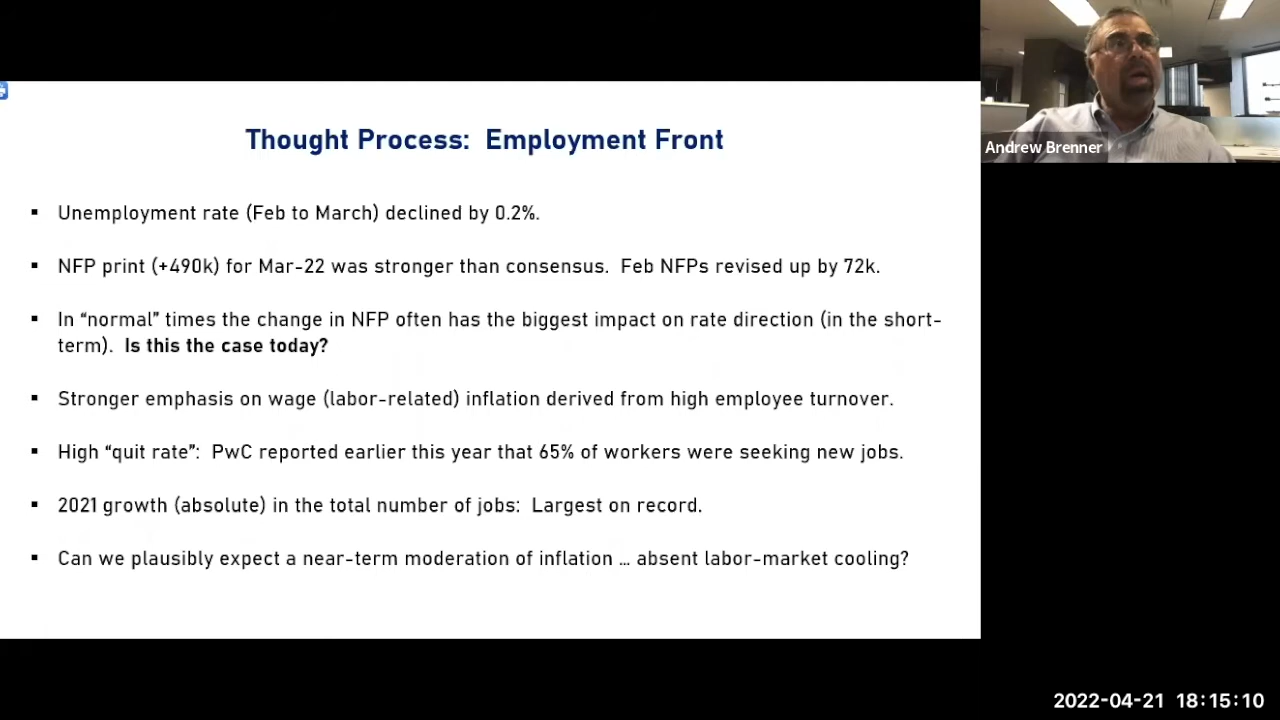 Thought Process: Employment Front
Andrew Brenner
▪ Unemployment rate (Feb to March) declined by 0.2%.
▪ NFP print (+490k) for Mar-22 was stronger than consensus. Feb NFPs revised up by 72k.
▪ In “normal” times the change in NFP often has the biggest impact on rate direction (in the short-
term). Is this the case today?
▪ Stronger emphasis on wage (labor-related) inflation derived from high employee turnover.
▪ High “quit rate”: PwC reported earlier this year that 65% of workers were seeking new jobs.
▪ 2021 growth (absolute) in the total number of jobs: Largest on record.
▪ Can we plausibly expect a near-term moderation of inflation … absent labor-market cooling?
2022-04-21 18:15:10